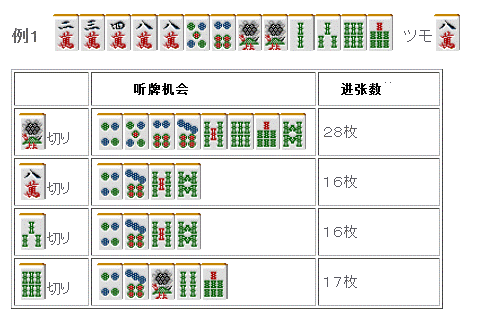 例1 二萬 三萬 四萬 八萬 八萬 ツモ 八萬
听牌机会 进张数
切り 28枚
八萬 切り 16枚
切り 16枚
切り 17枚